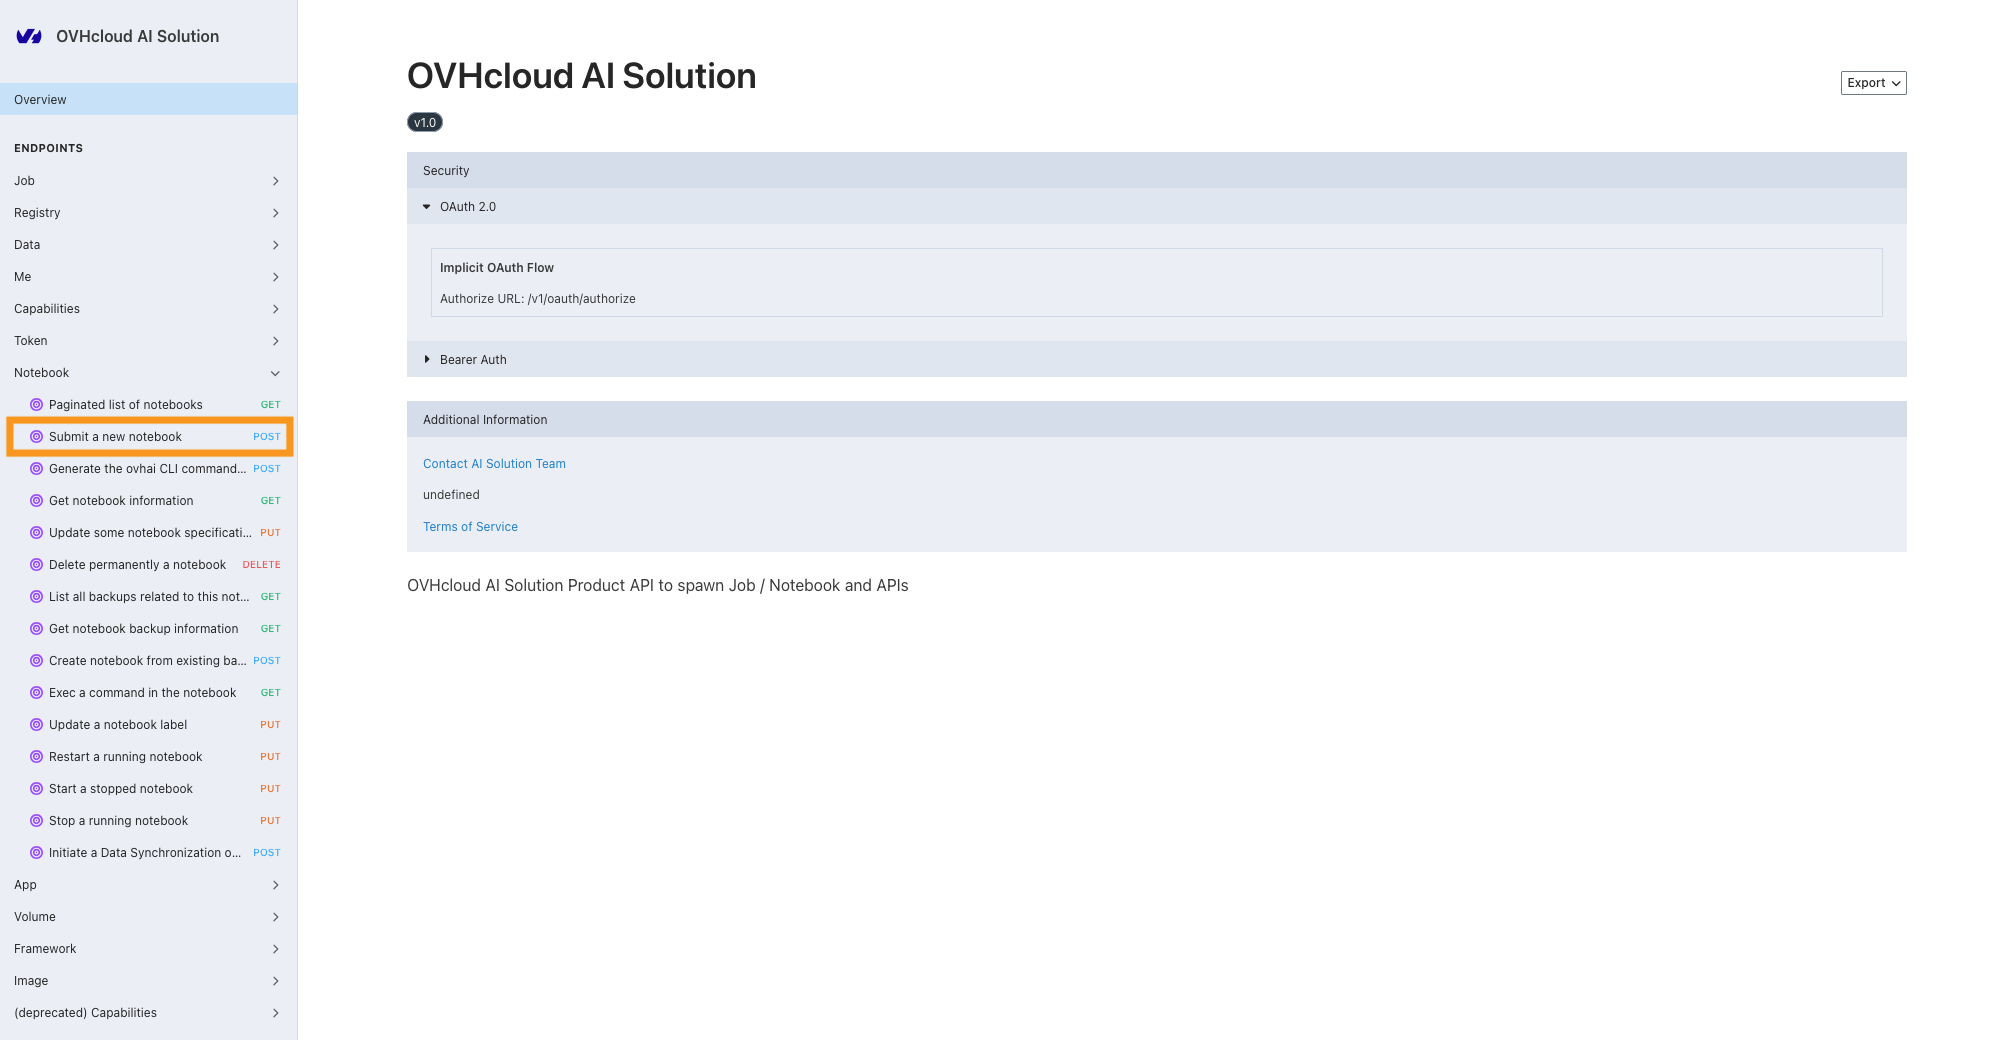 OVHcloud AI Solution
Overview
ENDPOINTS
Job
Registry
Data
Me
Capabilities
Token
Notebook
Paginated list of notebooks GET
Submit a new notebook POST
Generate the ovhai CLI command... POST
Get notebook information GET
Update some notebook specificati... PUT
Delete permanently a notebook DELETE
List all backups related to this not... GET
Get notebook backup information GET
Create notebook from existing ba... POST
Exec a command in the notebook GET
Update a notebook label PUT
Restart a running notebook PUT
Start a stopped notebook PUT
Stop a running notebook PUT
Initiate a Data Synchronization o... POST
App
Volume
Framework
Image
(deprecated) Capabilities
OVHcloud AI Solution
Export
v1.0
Security
OAuth 2.0
Implicit OAuth Flow
Authorize URL: /v1/oauth/authorize
Bearer Auth
Additional Information
Contact AI Solution Team
undefined
Terms of Service
OVHcloud AI Solution Product API to spawn Job / Notebook and APIs